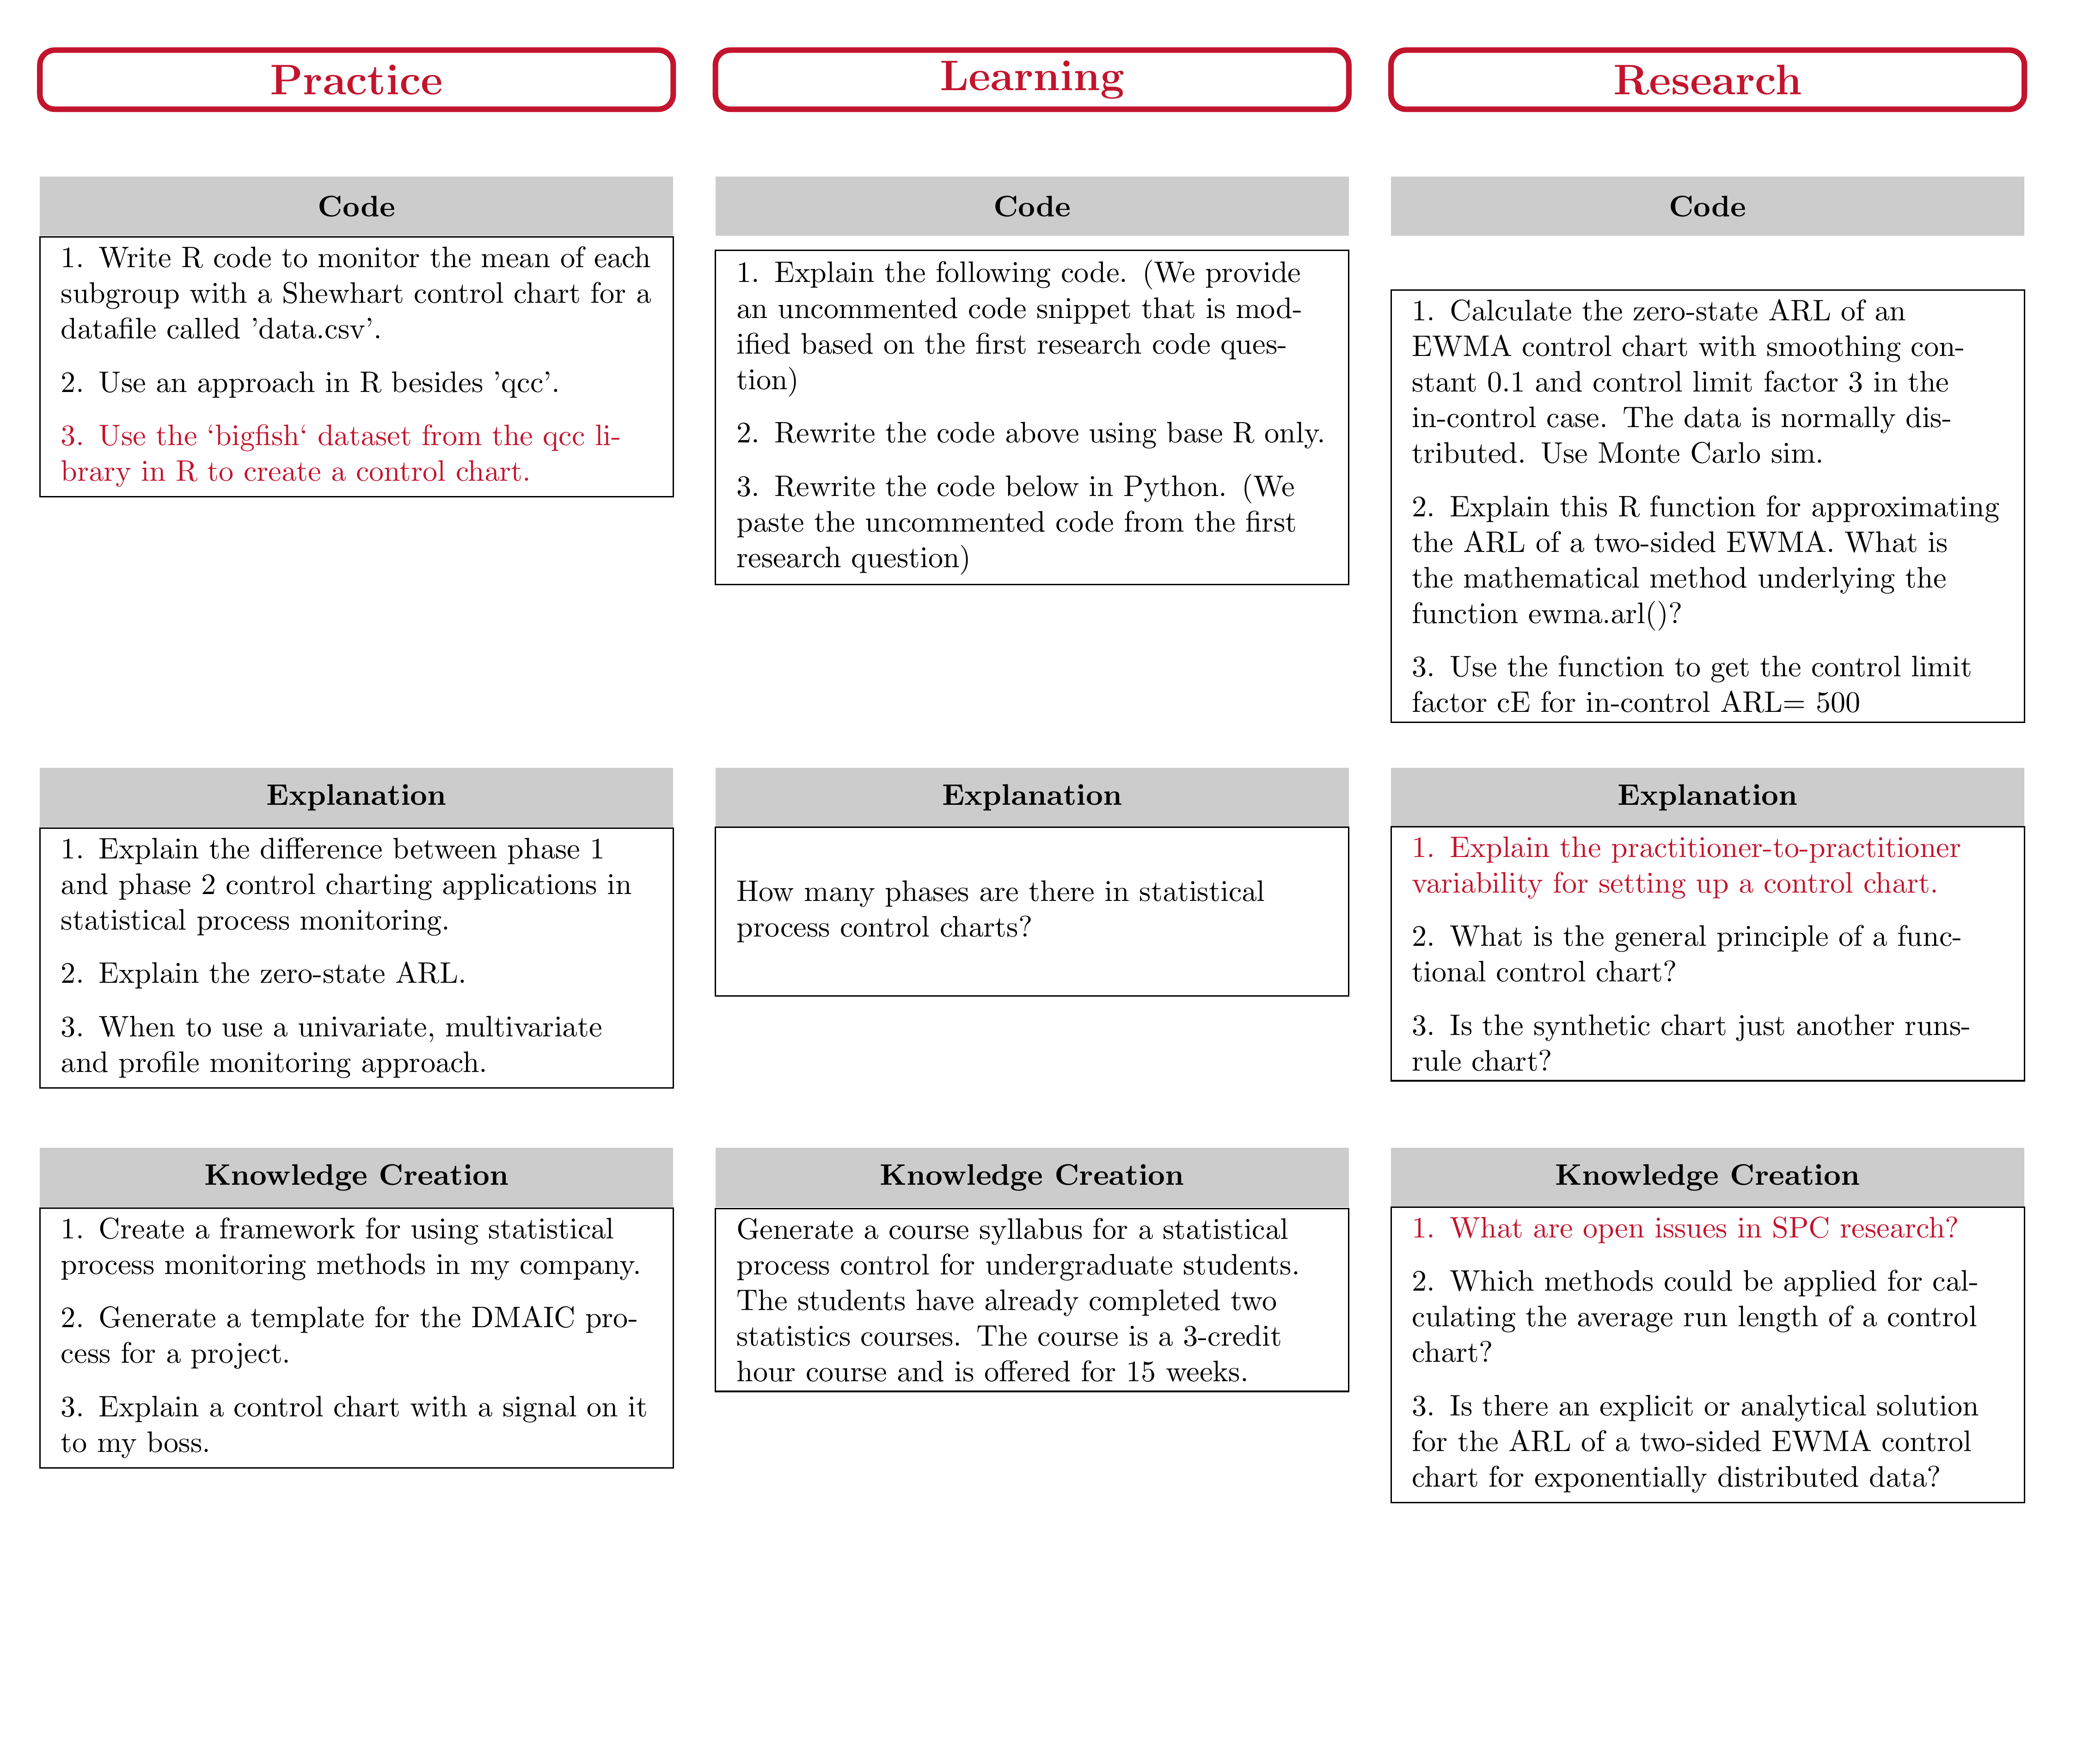 Practice
Code
1. Write R code to monitor the mean of each
subgroup with a Shewhart control chart for a
datafile called ’data.csv’.
2. Use an approach in R besides ’qcc’.
3. Use the ‘bigfish‘ dataset from the qcc li-
brary in R to create a control chart.
Explanation
1. Explain the difference between phase 1
and phase 2 control charting applications in
statistical process monitoring.
2. Explain the zero-state ARL.
3. When to use a univariate, multivariate
and profile monitoring approach.
Knowledge Creation
1. Create a framework for using statistical
process monitoring methods in my company.
2. Generate a template for the DMAIC pro-
cess for a project.
3. Explain a control chart with a signal on it
to my boss.
Learning
Code
1. Explain the following code. (We provide
an uncommented code snippet that is mod-
ified based on the first research code ques-
tion)
2. Rewrite the code above using base R only.
3. Rewrite the code below in Python. (We
paste the uncommented code from the first
research question)
Explanation
How many phases are there in statistical
process control charts?
Knowledge Creation
Generate a course syllabus for a statistical
process control for undergraduate students.
The students have already completed two
statistics courses. The course is a 3-credit
hour course and is offered for 15 weeks.
Research
Code
1. Calculate the zero-state ARL of an
EWMA control chart with smoothing con-
stant 0.1 and control limit factor 3 in the
in-control case. The data is normally dis-
tributed. Use Monte Carlo sim.
2. Explain this R function for approximating
the ARL of a two-sided EWMA. What is
the mathematical method underlying the
function ewma.arl()?
3. Use the function to get the control limit
factor cE for in-control ARL= 500
Explanation
1. Explain the practitioner-to-practitioner
variability for setting up a control chart.
2. What is the general principle of a func-
tional control chart?
3. Is the synthetic chart just another runs-
rule chart?
Knowledge Creation
1. What are open issues in SPC research?
2. Which methods could be applied for cal-
culating the average run length of a control
chart?
3. Is there an explicit or analytical solution
for the ARL of a two-sided EWMA control
chart for exponentially distributed data?